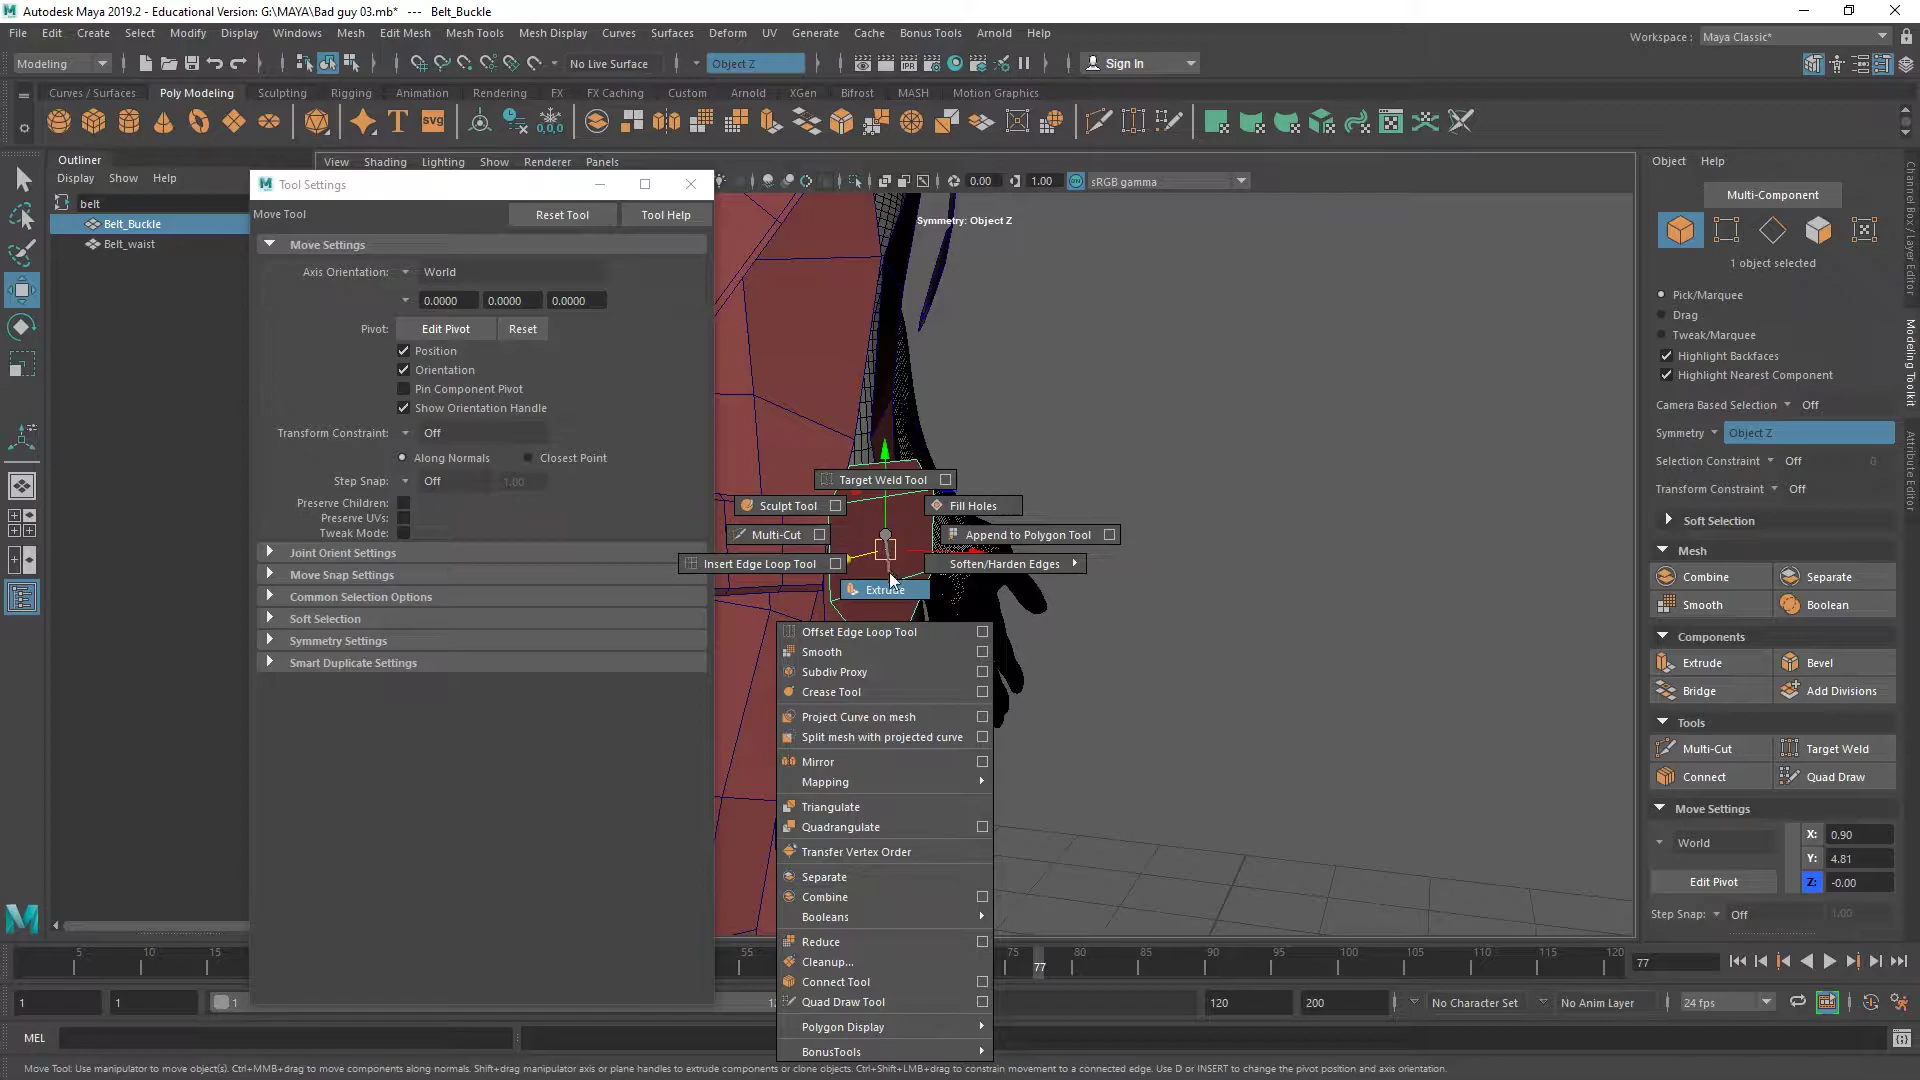 Autodesk Maya 2019.2 - Educational Version: G:\MAYA\Bad guy 03.mb*   ---   Belt_Buckle
File Edit Create Select Modify Display Windows Mesh Edit Mesh Mesh Tools Mesh Display Curves Surfaces Deform UV Generate Cache Bonus Tools Arnold Help
Workspace : Maya Classic*
Modeling No Live Surface Object Z Sign In
Curves / Surfaces Poly Modeling Sculpting Rigging Animation Rendering FX FX Caching Custom Arnold XGen Bifrost MASH Motion Graphics
Outliner
Display Show Help
belt
Belt_Buckle
Belt_waist
View Shading Lighting Show Renderer Panels
0.00 1.00 sRGB gamma
Symmetry: Object Z
Tool Settings
Move Tool Reset Tool Tool Help
Move Settings
Axis Orientation: World
0.0000 0.0000 0.0000
Pivot: Edit Pivot Reset
Position
Orientation
Pin Component Pivot
Show Orientation Handle
Transform Constraint: Off
Along Normals Closest Point
Step Snap: Off 1.00
Preserve Children:
Preserve UVs:
Tweak Mode:
Joint Orient Settings
Move Snap Settings
Common Selection Options
Soft Selection
Symmetry Settings
Smart Duplicate Settings
Target Weld Tool
Sculpt Tool Fill Holes
Multi-Cut Append to Polygon Tool
Insert Edge Loop Tool Soften/Harden Edges
Extrude
Offset Edge Loop Tool
Smooth
Subdiv Proxy
Crease Tool
Project Curve on mesh
Split mesh with projected curve
Mirror
Mapping
Triangulate
Quadrangulate
Transfer Vertex Order
Separate
Combine
Booleans
Reduce
Cleanup...
Connect Tool
Quad Draw Tool
Polygon Display
BonusTools
Object Help
Multi-Component
1 object selected
Pick/Marquee
Drag
Tweak/Marquee
Highlight Backfaces
Highlight Nearest Component
Camera Based Selection Off
Symmetry Object Z
Selection Constraint Off
Transform Constraint Off
Soft Selection
Mesh
Combine Separate
Smooth Boolean
Components
Extrude Bevel
Bridge Add Divisions
Tools
Multi-Cut Target Weld
Connect Quad Draw
Move Settings
World X: 0.90
Y: 4.81
Edit Pivot Z: -0.00
Step Snap: Off 1.00
Channel Box / Layer Editor
Modeling Toolkit
Attribute Editor
5 10 15 55 75 77 80 85 90 95 100 105 110 115 120
77
1 1 1 120 200 No Character Set No Anim Layer 24 fps
MEL
Move Tool: Use manipulator to move object(s). Ctrl+MMB+drag to move components along normals. Shift+drag manipulator axis or plane handles to extrude components or clone objects. Ctrl+Shift+LMB+drag to constrain movement to a connected edge. Use D or INSERT to change the pivot position and axis orientation.